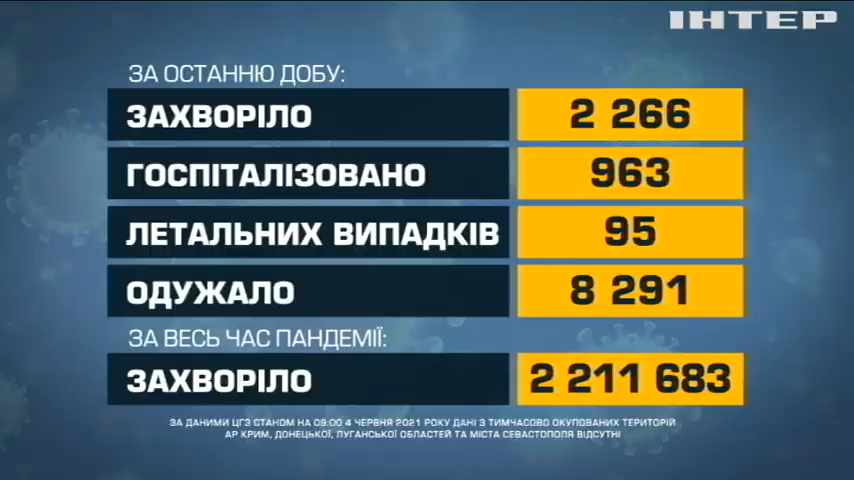 ІНТЕР
ЗА ОСТАННЮ ДОБУ:
ЗАХВОРІЛО 2 266
ГОСПІТАЛІЗОВАНО 963
ЛЕТАЛЬНИХ ВИПАДКІВ 95
ОДУЖАЛО 8 291
ЗА ВЕСЬ ЧАС ПАНДЕМІЇ:
ЗАХВОРІЛО 2 211 683
ЗА ДАНИМИ ЦГЗ СТАНОМ НА 09:00 4 ЧЕРВНЯ 2021 РОКУ ДАНІ З ТИМЧАСОВО ОКУПОВАНИХ ТЕРИТОРІЙ
АР КРИМ, ДОНЕЦЬКОЇ, ЛУГАНСЬКОЇ ОБЛАСТЕЙ ТА МІСТА СЕВАСТОПОЛЯ ВІДСУТНІ